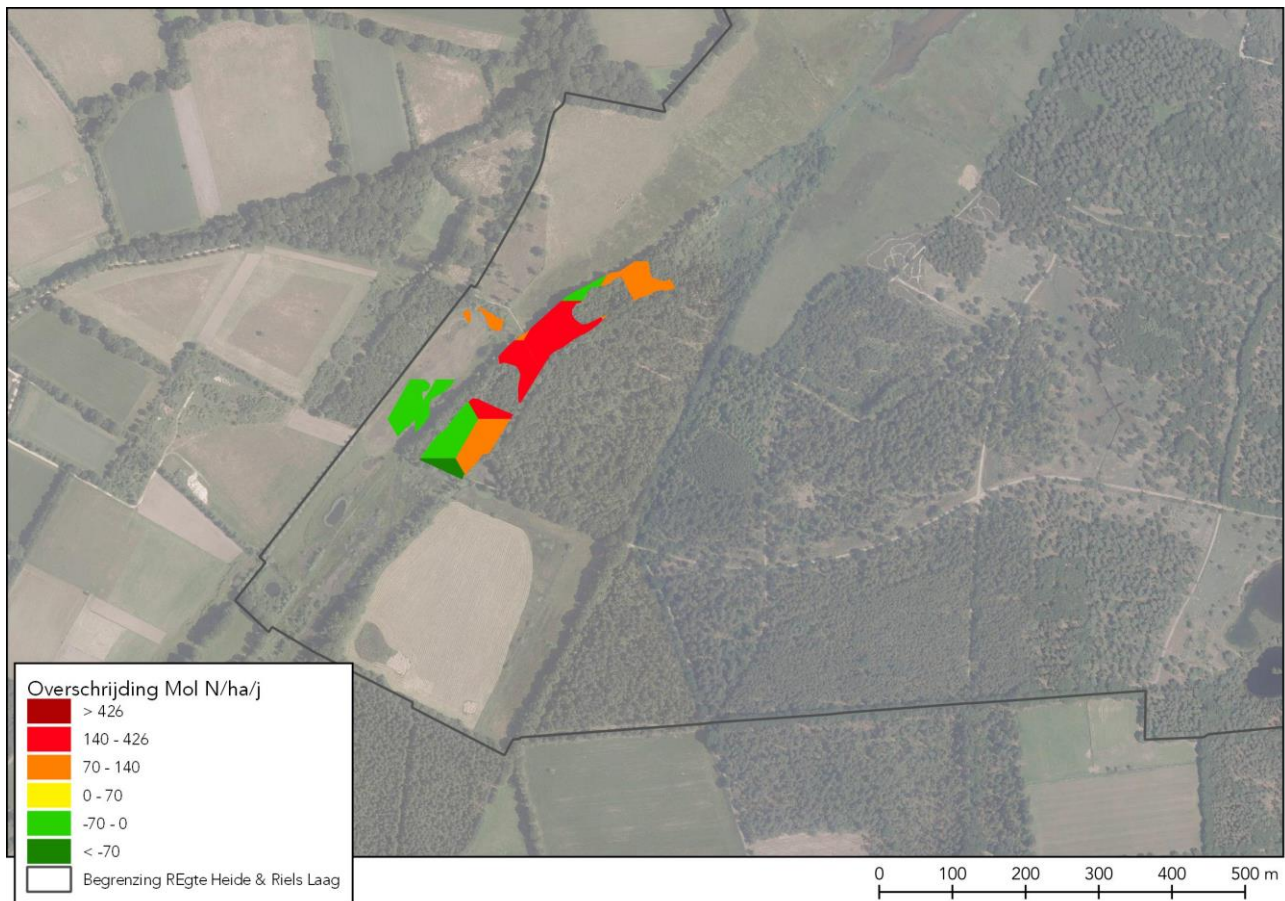 Overschrijding Mol N/ha/j
> 426
140 - 426
70 - 140
0 - 70
-70 - 0
< -70
Begrenzing REgte Heide & Riels Laag
0 100 200 300 400 500 m